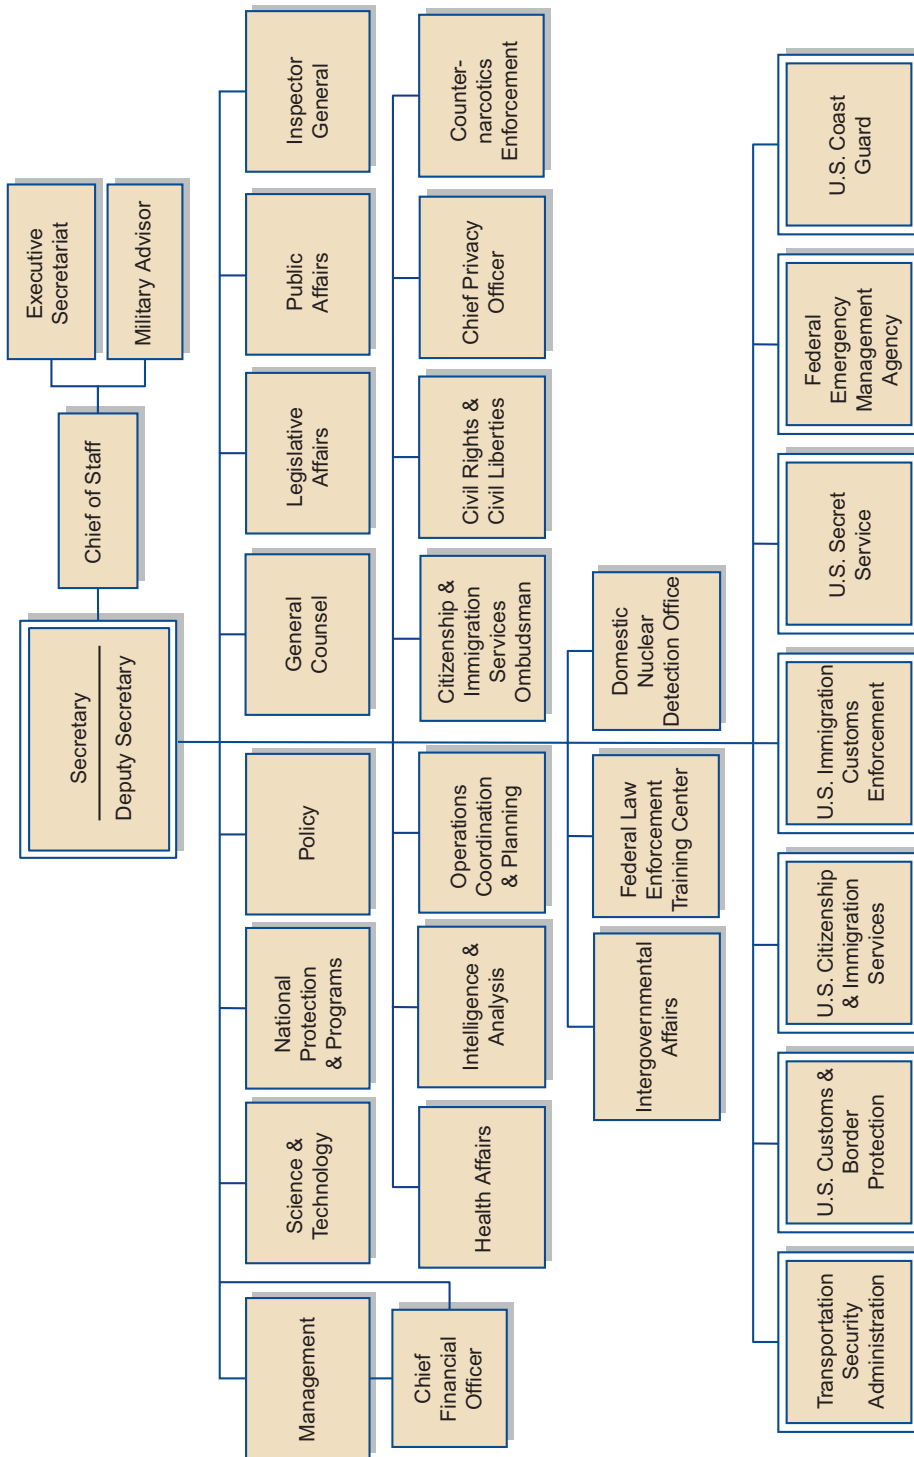 Secretary
Deputy Secretary
Chief of Staff
Executive
Secretariat
Military Advisor
Management
Science &
Technology
National
Protection
& Programs
Policy
General
Counsel
Legislative
Affairs
Public
Affairs
Inspector
General
Chief
Financial
Officer
Health Affairs
Intelligence &
Analysis
Operations
Coordination
& Planning
Citizenship &
Immigration
Services
Ombudsman
Civil Rights &
Civil Liberties
Chief Privacy
Officer
Counter-
narcotics
Enforcement
Intergovernmental
Affairs
Federal Law
Enforcement
Training Center
Domestic
Nuclear
Detection Office
Transportation
Security
Administration
U.S. Customs &
Border
Protection
U.S. Citizenship
& Immigration
Services
U.S. Immigration
Customs
Enforcement
U.S. Secret
Service
Federal
Emergency
Management
Agency
U.S. Coast
Guard